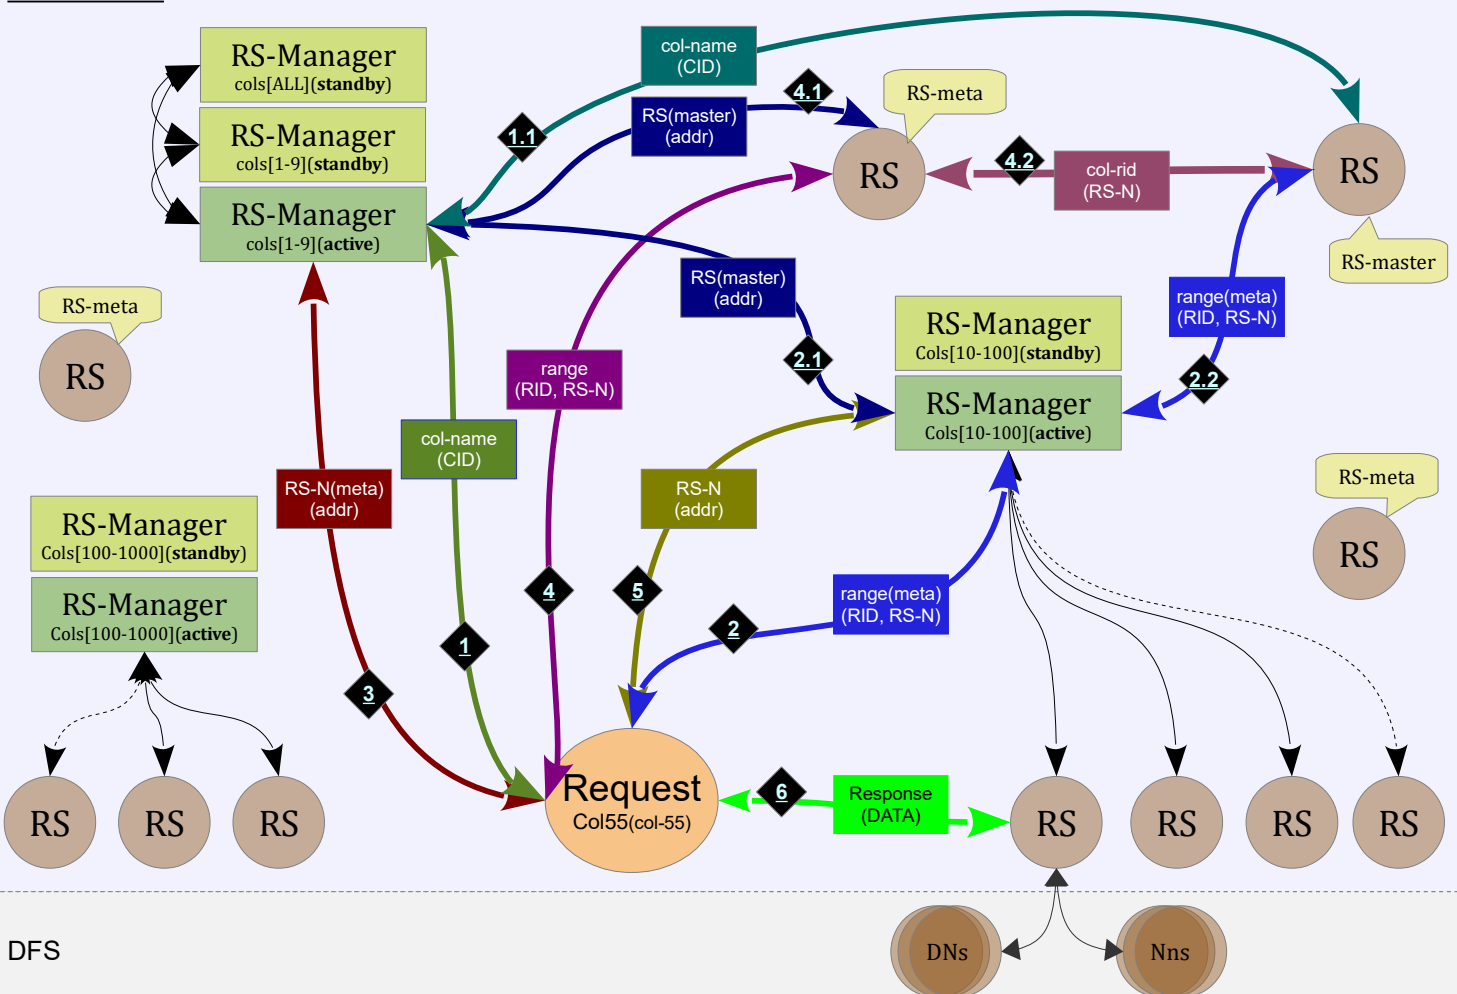 RS-Manager
cols[ALL](standby)
RS-Manager
cols[1-9](standby)
RS-Manager
cols[1-9](active)
col-name
(CID)
1.1
RS(master)
(addr)
4.1
RS-meta
RS
4.2
col-rid
(RS-N)
RS
RS-master
RS(master)
(addr)
2.1
range(meta)
(RID, RS-N)
2.2
RS-meta
RS
RS-Manager
Cols[10-100](standby)
RS-Manager
Cols[10-100](active)
range
(RID, RS-N)
col-name
(CID)
RS-N(meta)
(addr)
RS-N
(addr)
RS-meta
RS
RS-Manager
Cols[100-1000](standby)
RS-Manager
Cols[100-1000](active)
4
5
range(meta)
(RID, RS-N)
2
1
3
RS
RS
RS
Request
Col55(col-55)
6
Response
(DATA)
RS
RS
RS
RS
DFS
DNs
Nns